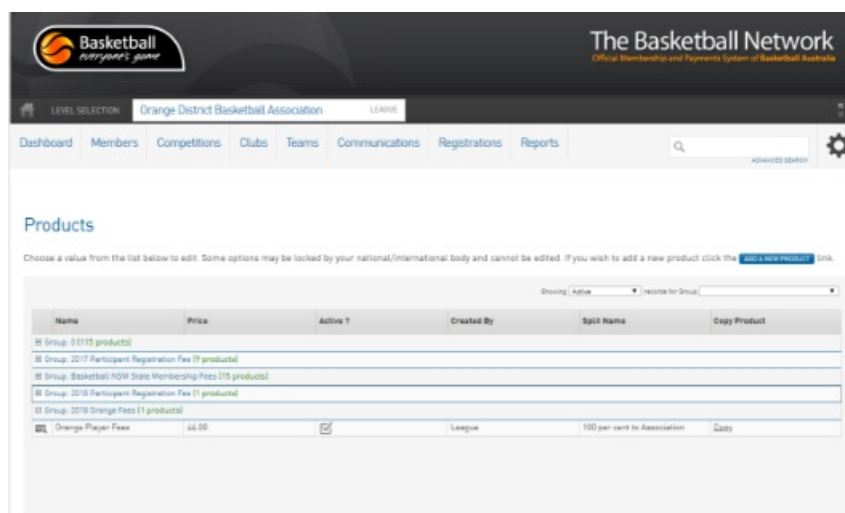 Basketball
everyone's game
The Basketball Network
Official Membership and Payments System of Basketball Australia
LEVEL SELECTION
Orange District Basketball Association
LEAGUE
Dashboard Members Competitions Clubs Teams Communications Registrations Reports
ADVANCED SEARCH
Products
Choose a value from the list below to edit. Some options may be locked by your national/international body and cannot be edited. If you wish to add a new product click the ADD A NEW PRODUCT link.
Showing Active records for Group
Name Price Active ? Created By Split Name Copy Product
Group: 0 (115 products)
Group: 2017 Participant Registration Fee (9 products)
Group: Basketball NSW State Membership Fees (15 products)
Group: 2018 Participant Registration Fee (1 products)
Group: 2018 Orange Fees (1 products)
Orange Player Fees 44.00 League 100 per cent to Association Copy